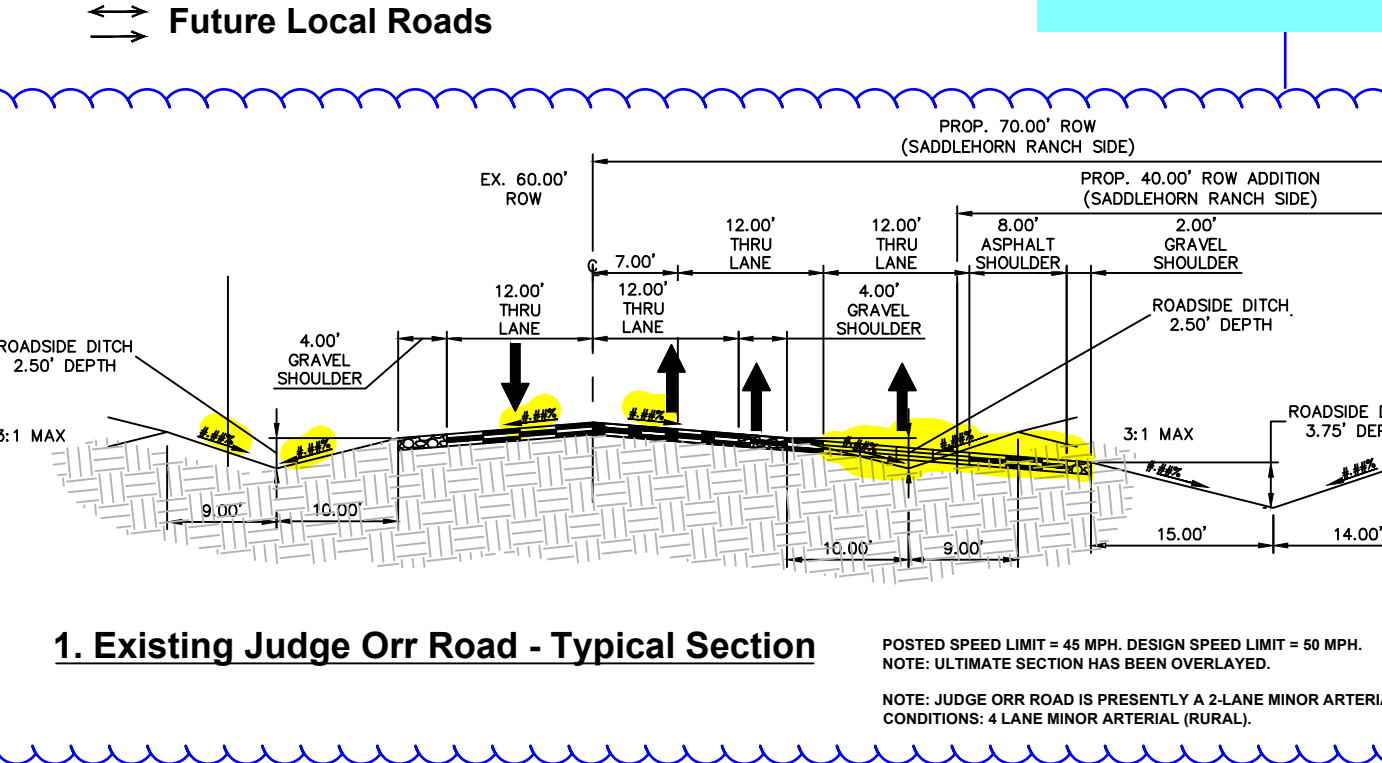 Future Local Roads
PROP. 70.00' ROW
(SADDLEHORN RANCH SIDE)
EX. 60.00'
ROW
PROP. 40.00' ROW ADDITION
(SADDLEHORN RANCH SIDE)
12.00'
THRU
LANE
12.00'
THRU
LANE
8.00'
ASPHALT
SHOULDER
2.00'
GRAVEL
SHOULDER
7.00'
12.00'
THRU
LANE
12.00'
THRU
LANE
4.00'
GRAVEL
SHOULDER
ROADSIDE DITCH
2.50' DEPTH
4.00'
GRAVEL
SHOULDER
ROADSIDE DITCH
2.50' DEPTH
3:1 MAX
#.##%
#.##%
#.##%
#.##%
#.##%
#.##%
3:1 MAX
#.##%
#.##%
ROADSIDE D
3.75' DEP
9.00'
10.00'
10.00'
9.00'
15.00'
14.00'
1. Existing Judge Orr Road - Typical Section
POSTED SPEED LIMIT = 45 MPH. DESIGN SPEED LIMIT = 50 MPH.
NOTE: ULTIMATE SECTION HAS BEEN OVERLAYED.
NOTE: JUDGE ORR ROAD IS PRESENTLY A 2-LANE MINOR ARTERIA
CONDITIONS: 4 LANE MINOR ARTERIAL (RURAL).